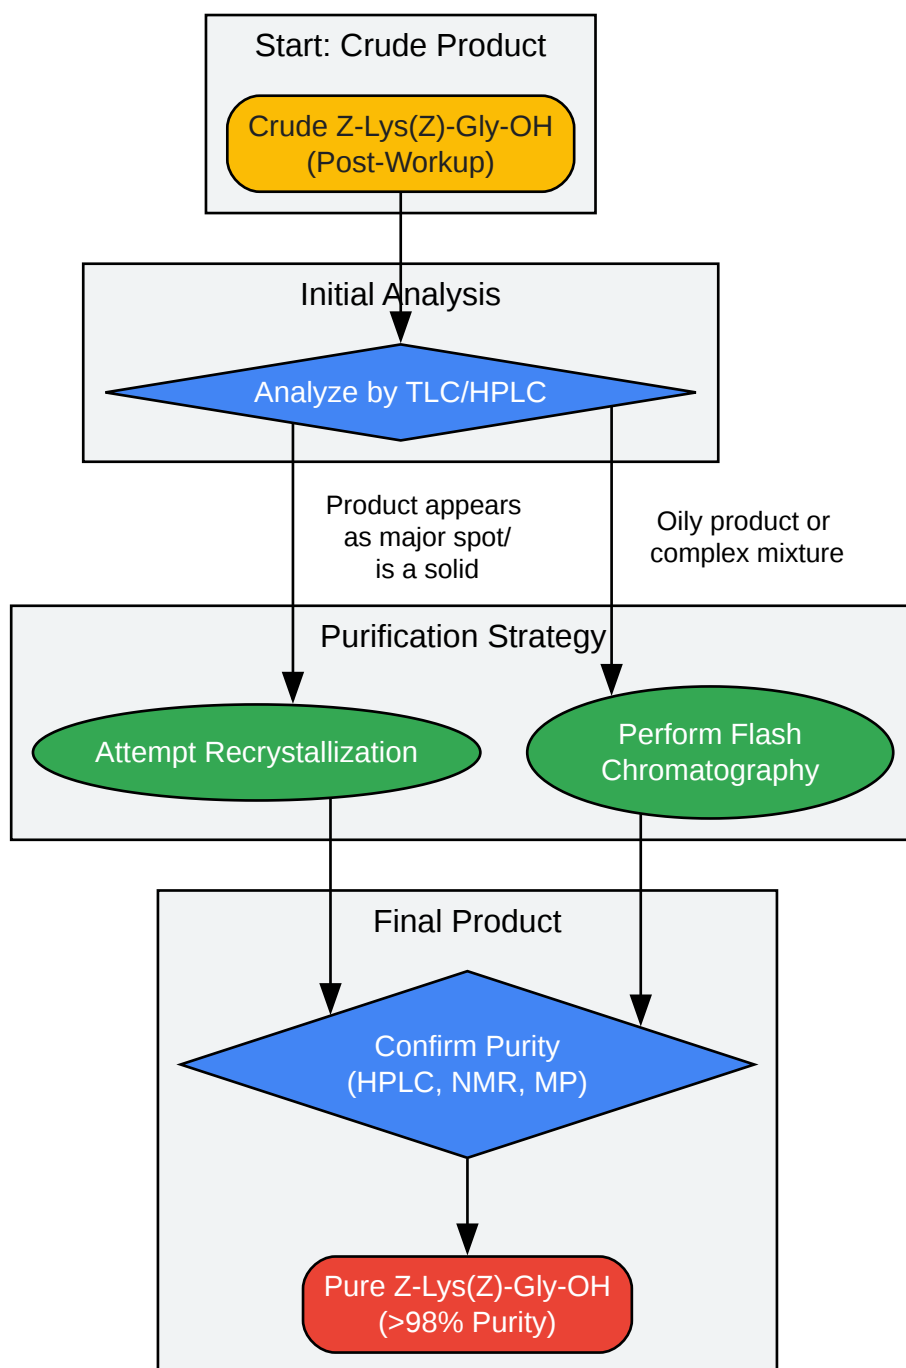 Start: Crude Product
Crude Z-Lys(Z)-Gly-OH
(Post-Workup)
Initial Analysis
Analyze by TLC/HPLC
Product appears
as major spot/
is a solid
Oily product or
complex mixture
Purification Strategy
Attempt Recrystallization
Perform Flash
Chromatography
Final Product
Confirm Purity
(HPLC, NMR, MP)
Pure Z-Lys(Z)-Gly-OH
(>98% Purity)